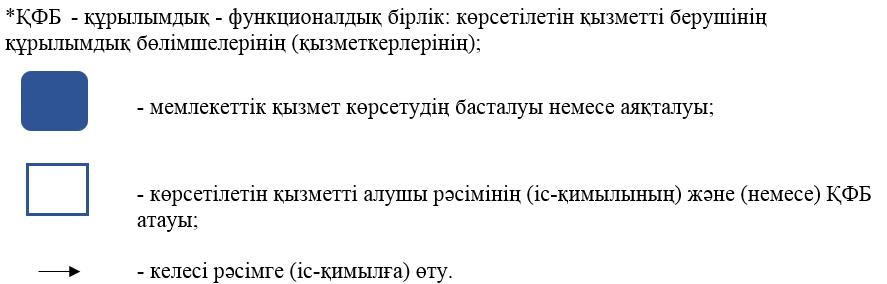 *ҚФБ - құрылымдық - функционалдық бірлік: көрсетілетін қызметті берушінің
құрылымдық бөлімшелерінің (қызметкерлерінің);
- мемлекеттік қызмет көрсетудің басталуы немесе аяқталуы;
- көрсетілетін қызметті алушы рәсімінің (іс-қимылының) және (немесе) ҚФБ
атауы;
- келесі рәсімге (іс-қимылға) өту.